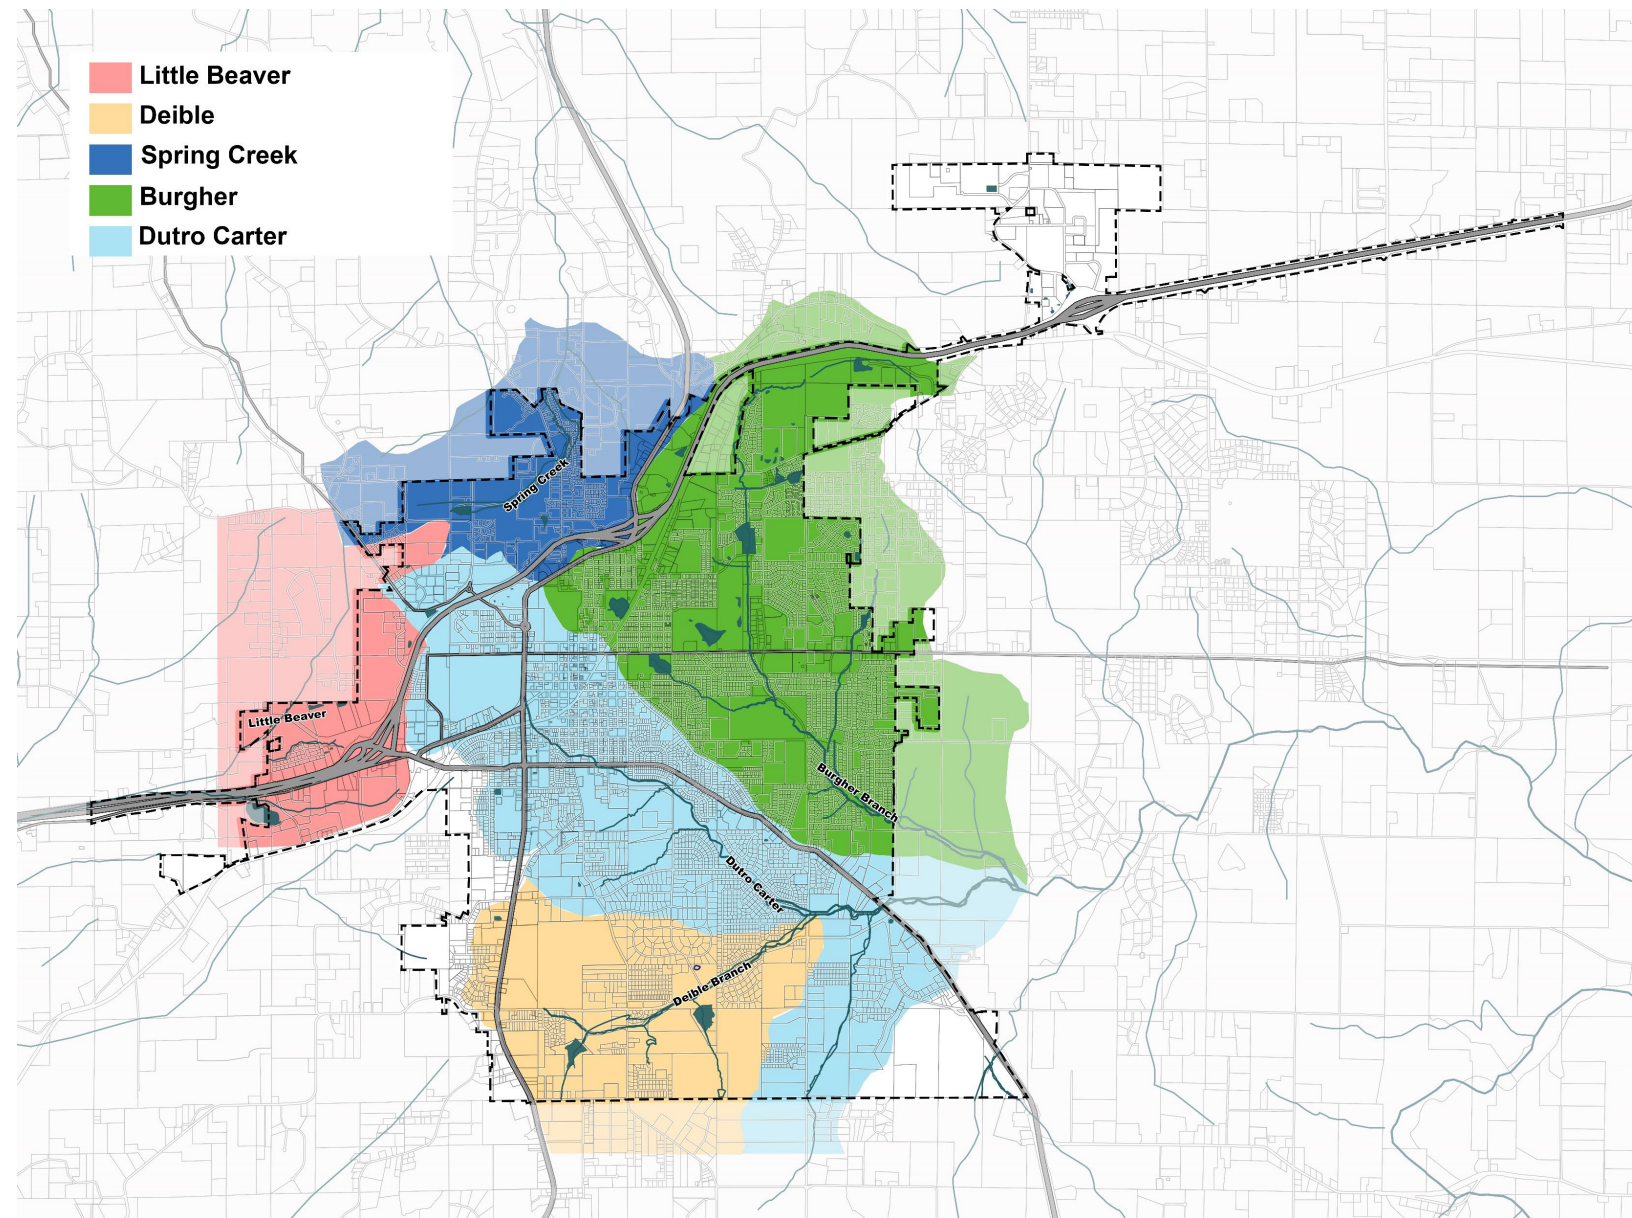 Little Beaver
Deible
Spring Creek
Burgher
Dutro Carter
Spring Creek
Little Beaver
Burgher Branch
Dutro Carter
Deible Branch